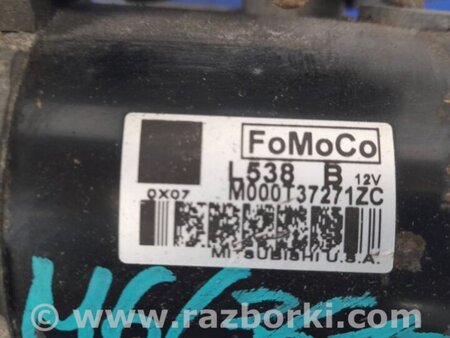 FoMoCo
L538 B 12V
0X07
M000T37271ZC
MITSUBISHI U.S.A.
www.razborki.com